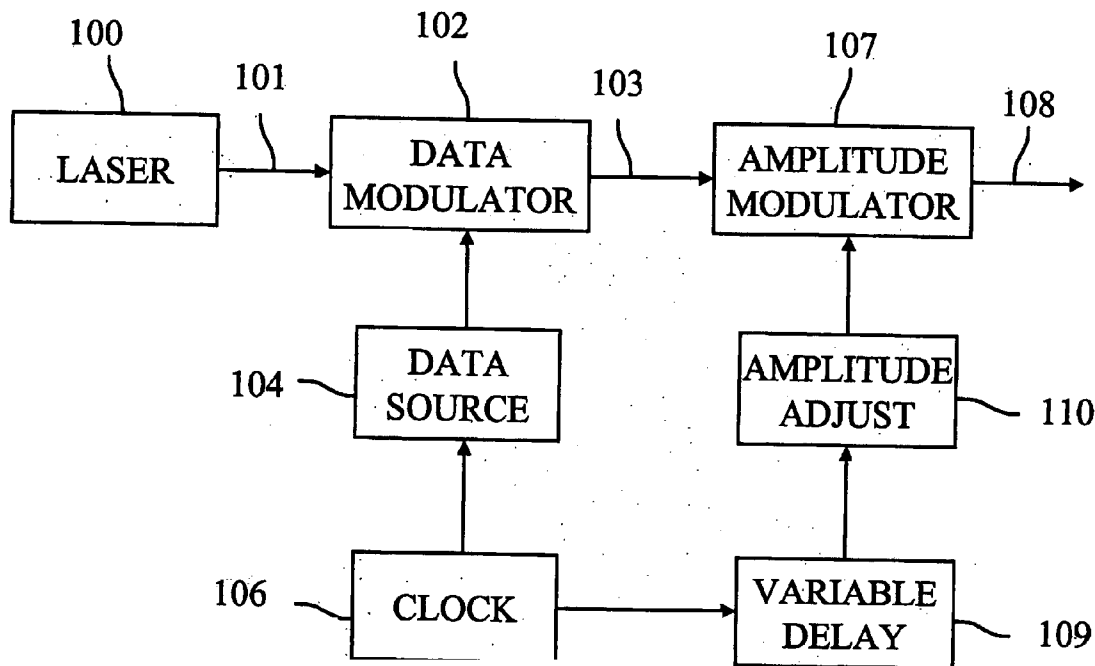 100
102
107
101
103
108
LASER
DATA
MODULATOR
AMPLITUDE
MODULATOR
104
DATA
SOURCE
AMPLITUDE
ADJUST
110
106
CLOCK
VARIABLE
DELAY
109